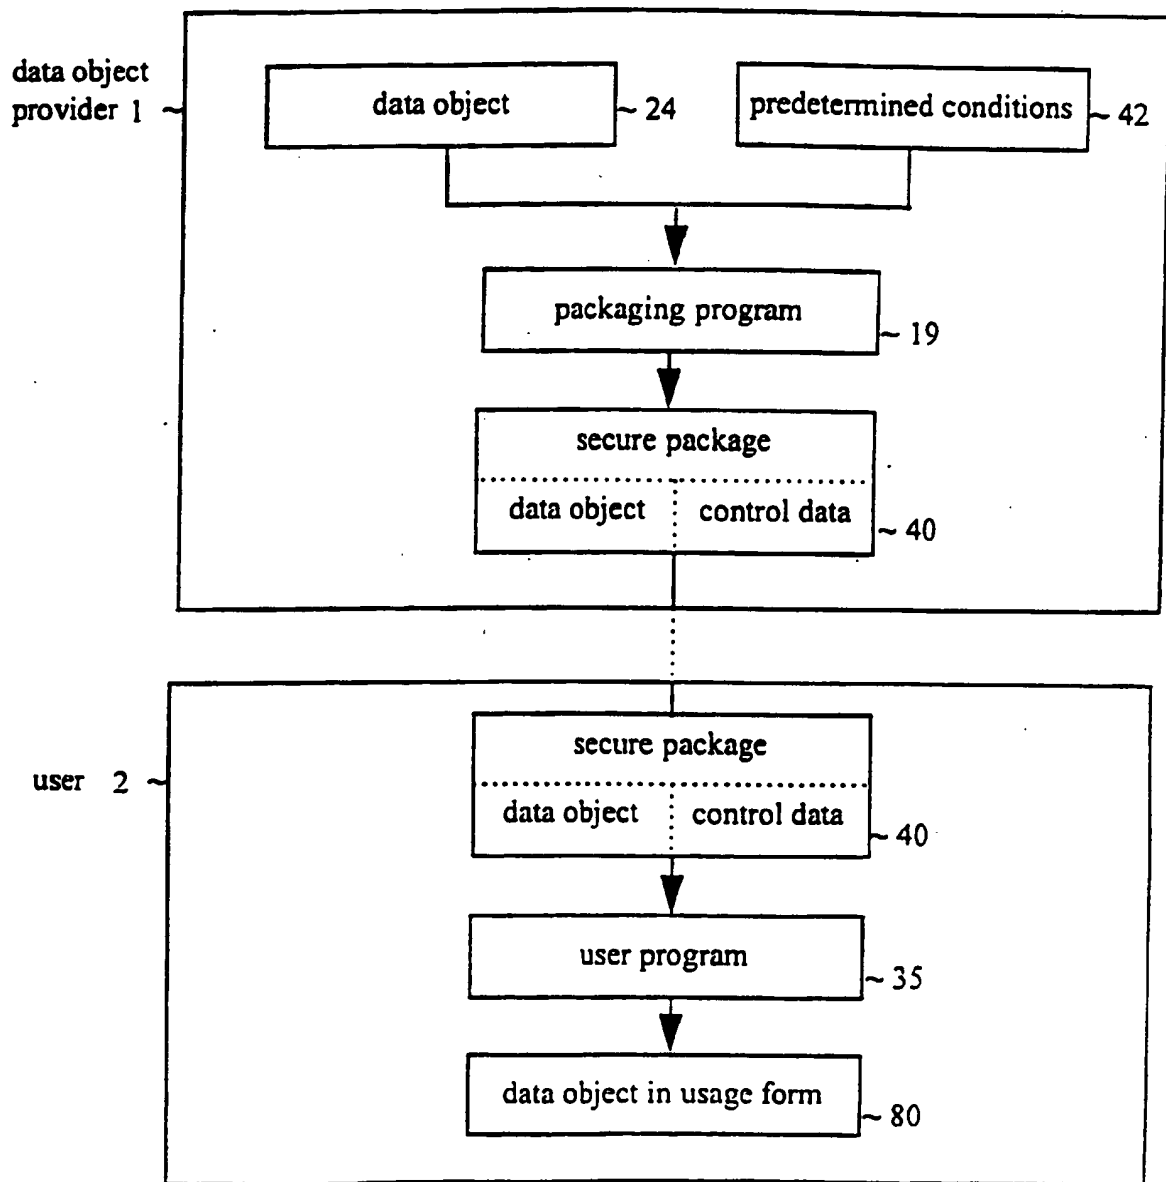 data object
provider 1 ~
data object ~ 24
predetermined conditions ~ 42
packaging program ~ 19
secure package
data object control data ~ 40
user 2 ~
secure package
data object control data ~ 40
user program ~ 35
data object in usage form ~ 80